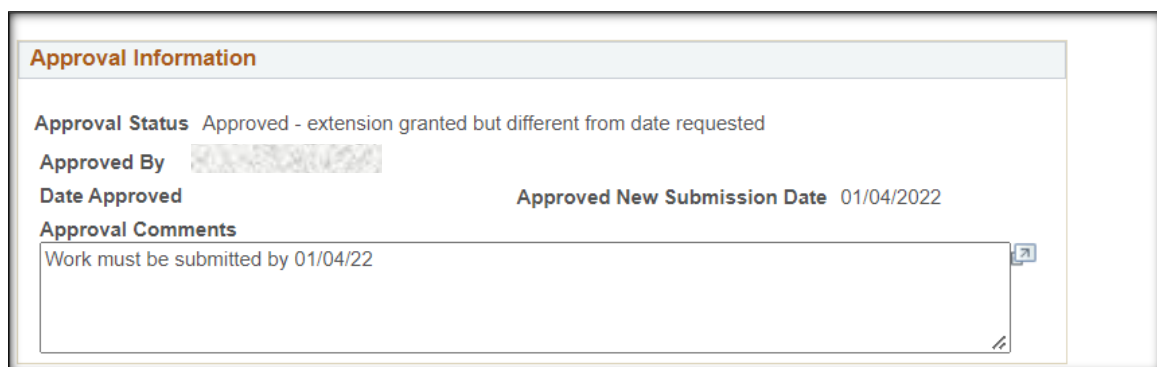 Approval Information
Approval Status Approved - extension granted but different from date requested
Approved By
Date Approved Approved New Submission Date 01/04/2022
Approval Comments
Work must be submitted by 01/04/22